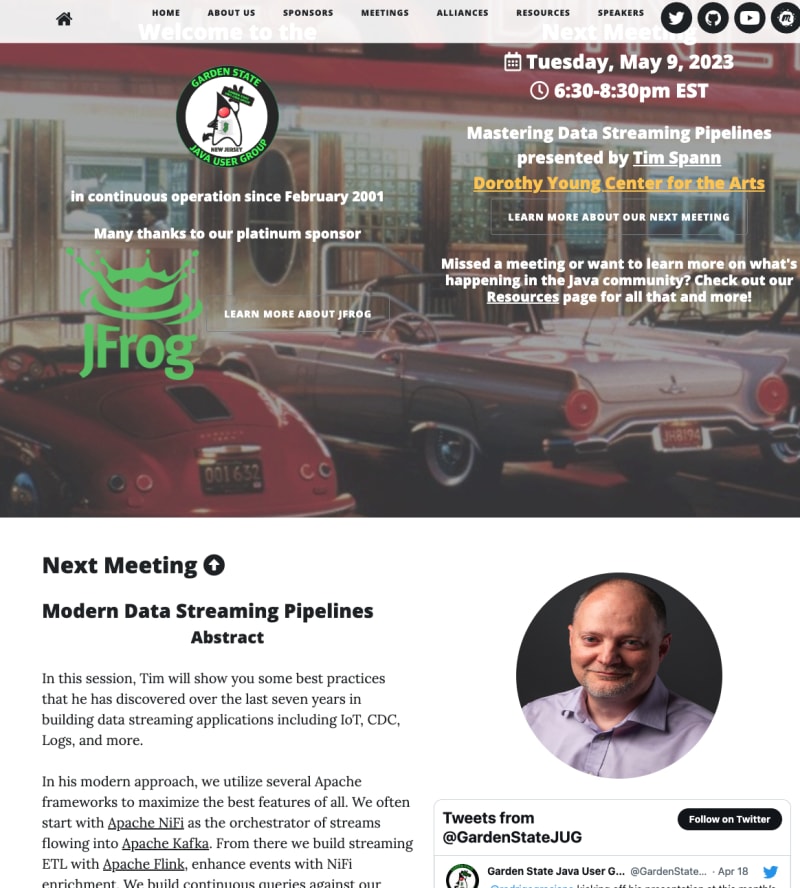 HOME ABOUT US SPONSORS MEETINGS ALLIANCES RESOURCES SPEAKERS
Welcome to the
GARDEN STATE
NEW JERSEY
JAVA USER GROUP
in continuous operation since February 2001
Many thanks to our platinum sponsor
JFrog
LEARN MORE ABOUT JFROG
Next Meeting
Tuesday, May 9, 2023
6:30-8:30pm EST
Mastering Data Streaming Pipelines
presented by Tim Spann
Dorothy Young Center for the Arts
LEARN MORE ABOUT OUR NEXT MEETING
Missed a meeting or want to learn more on what's
happening in the Java community? Check out our
Resources page for all that and more!
001632
JH8194
Next Meeting
Modern Data Streaming Pipelines
Abstract
In this session, Tim will show you some best practices
that he has discovered over the last seven years in
building data streaming applications including IoT, CDC,
Logs, and more.
In his modern approach, we utilize several Apache
frameworks to maximize the best features of all. We often
start with Apache NiFi as the orchestrator of streams
flowing into Apache Kafka. From there we build streaming
ETL with Apache Flink, enhance events with NiFi
enrichment. We build continuous queries against our
Tweets from
@GardenStateJUG
Follow on Twitter
Garden State Java User G... @GardenState... · Apr 18
kicking off his presentation at this month's